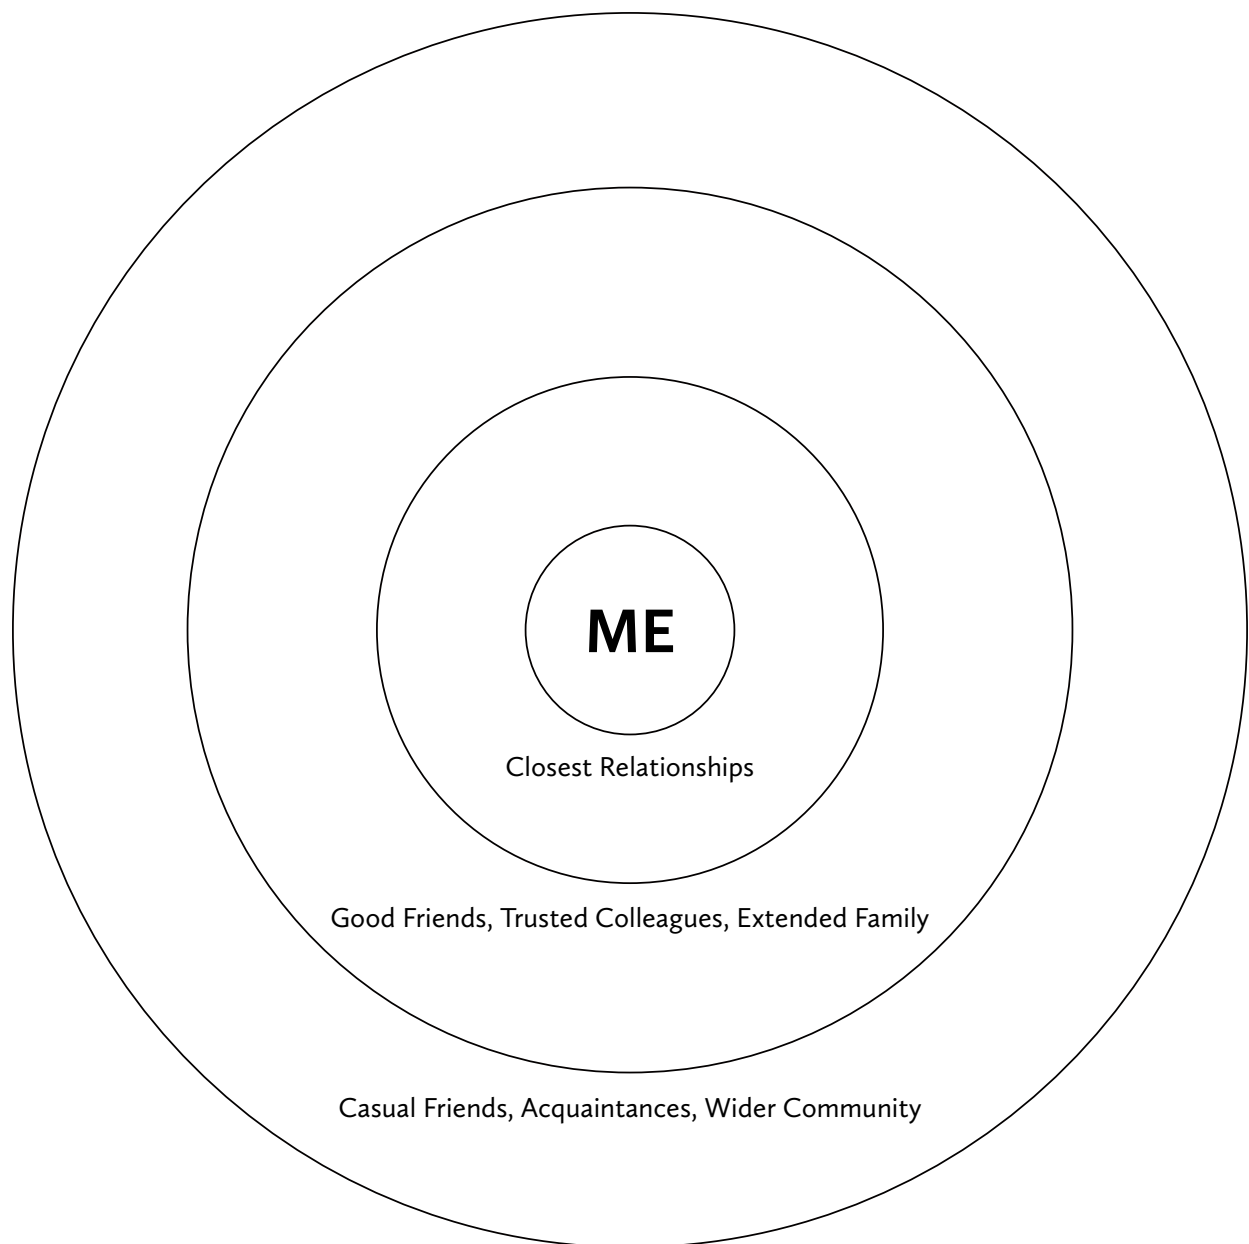 ME
Closest Relationships
Good Friends, Trusted Colleagues, Extended Family
Casual Friends, Acquaintances, Wider Community